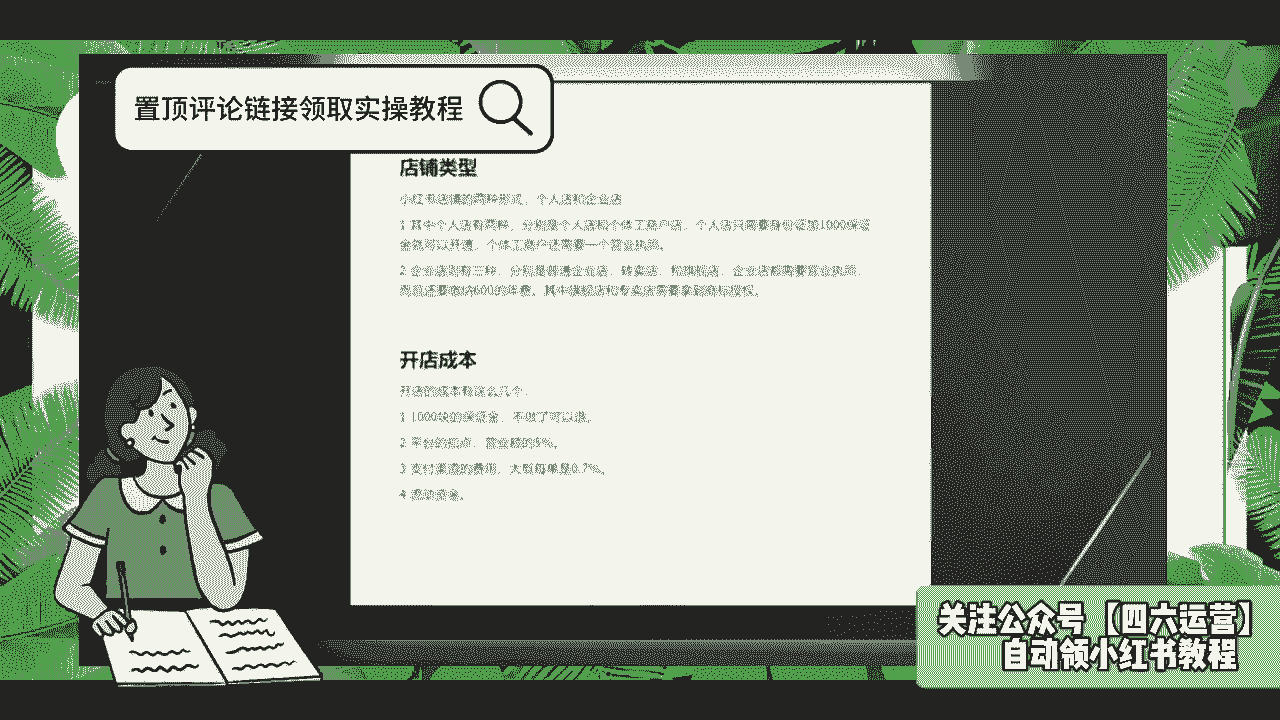 置顶评论链接领取实操教程
店铺类型
小红书店铺的两种形式，个人店和企业店
1 其中个人店有两种，分别是个人店和个体工商户店，个人店只需要身份证加1000保证
金就可以开通，个体工商户还需要一个营业执照。
2 企业店则有三种，分别是普通企业店、专卖店、和旗舰店，企业店都需要营业执照，
而且还要缴纳600的年费。其中旗舰店和专卖店需要拿到商标授权。
开店成本
开店的成本有这么几个，
1 1000块的保证金，不做了可以退。
2 平台的扣点，营业额的5%。
3 支付渠道的费用，大概每单是0.7%。
4 流动资金。
关注公众号【四六运营】
自动领小红书教程